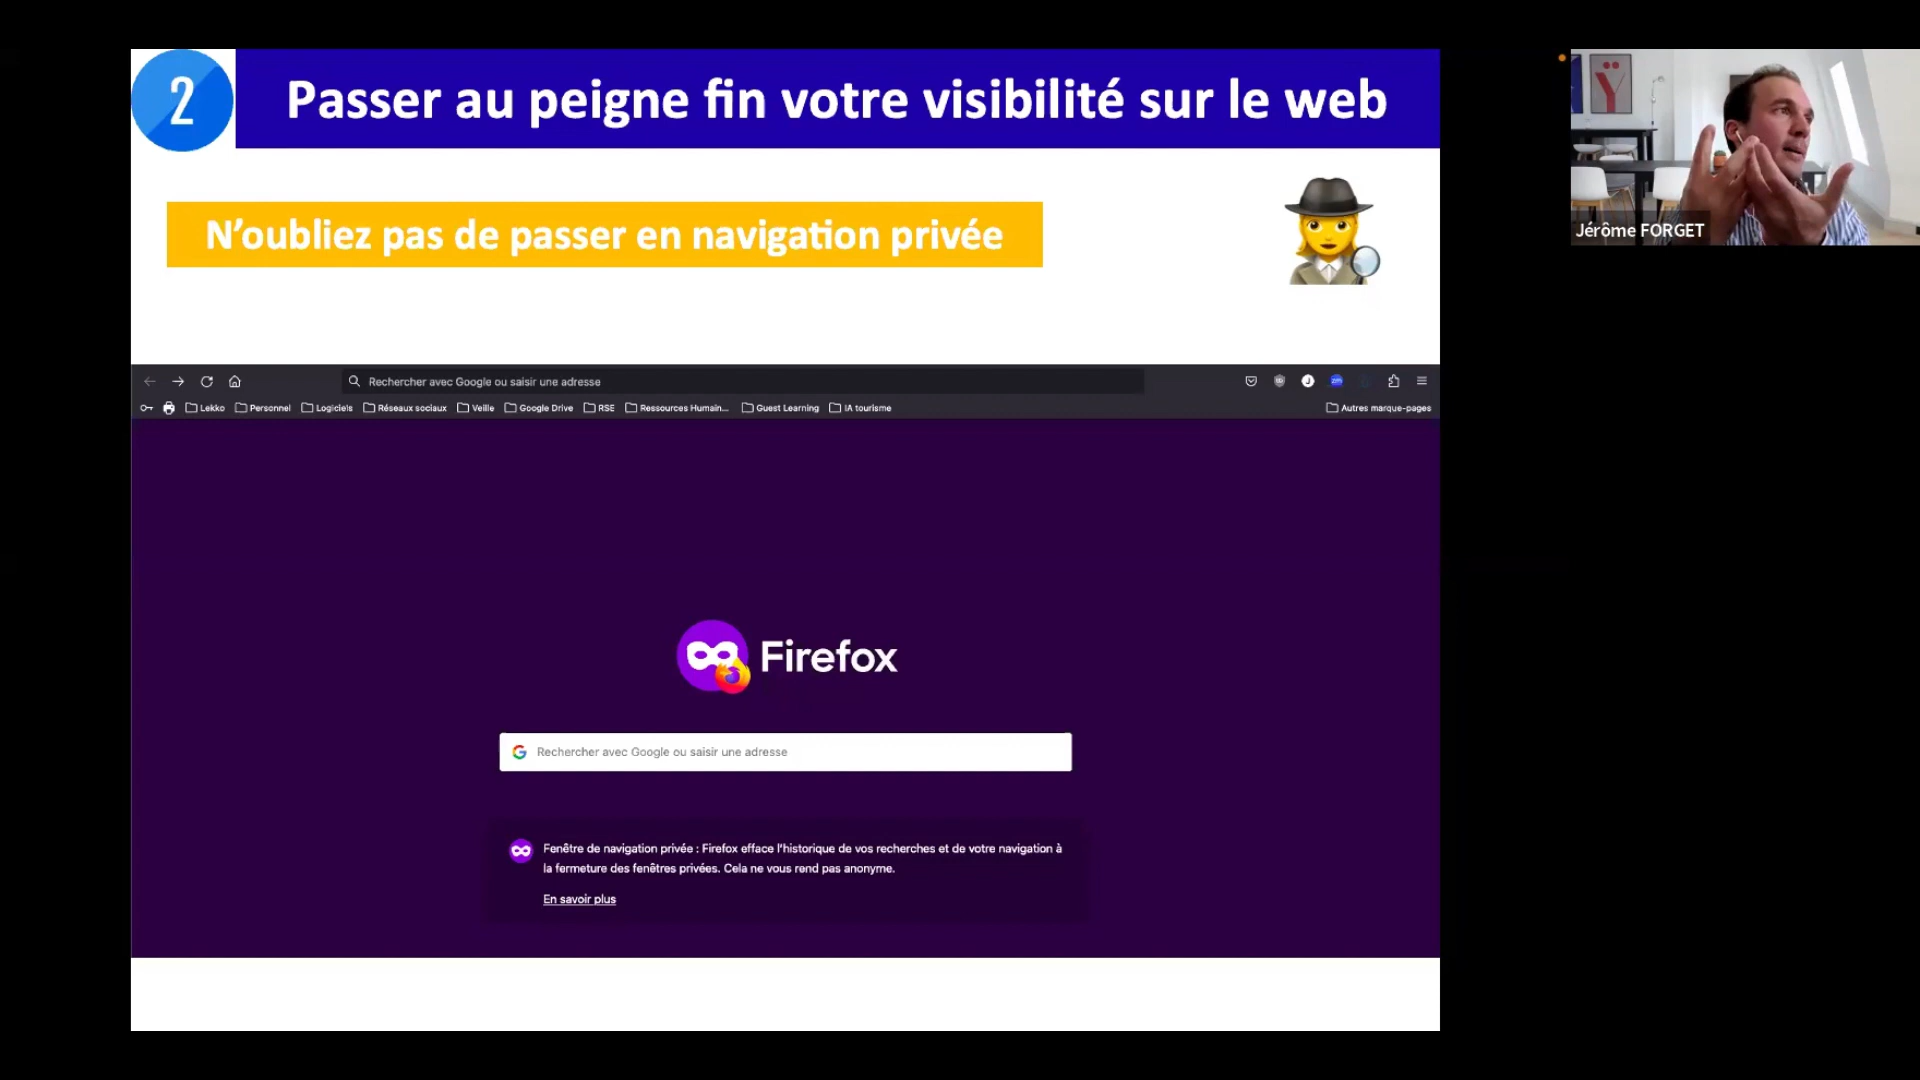 2
Passer au peigne fin votre visibilité sur le web
N’oubliez pas de passer en navigation privée
Jérôme FORGET
Rechercher avec Google ou saisir une adresse
Lekko Personnel Logiciels Réseaux sociaux Veille Google Drive RSE Ressources Humain... Guest Learning IA tourisme Autres marque-pages
Firefox
Rechercher avec Google ou saisir une adresse
Fenêtre de navigation privée : Firefox efface l’historique de vos recherches et de votre navigation à
la fermeture des fenêtres privées. Cela ne vous rend pas anonyme.
En savoir plus